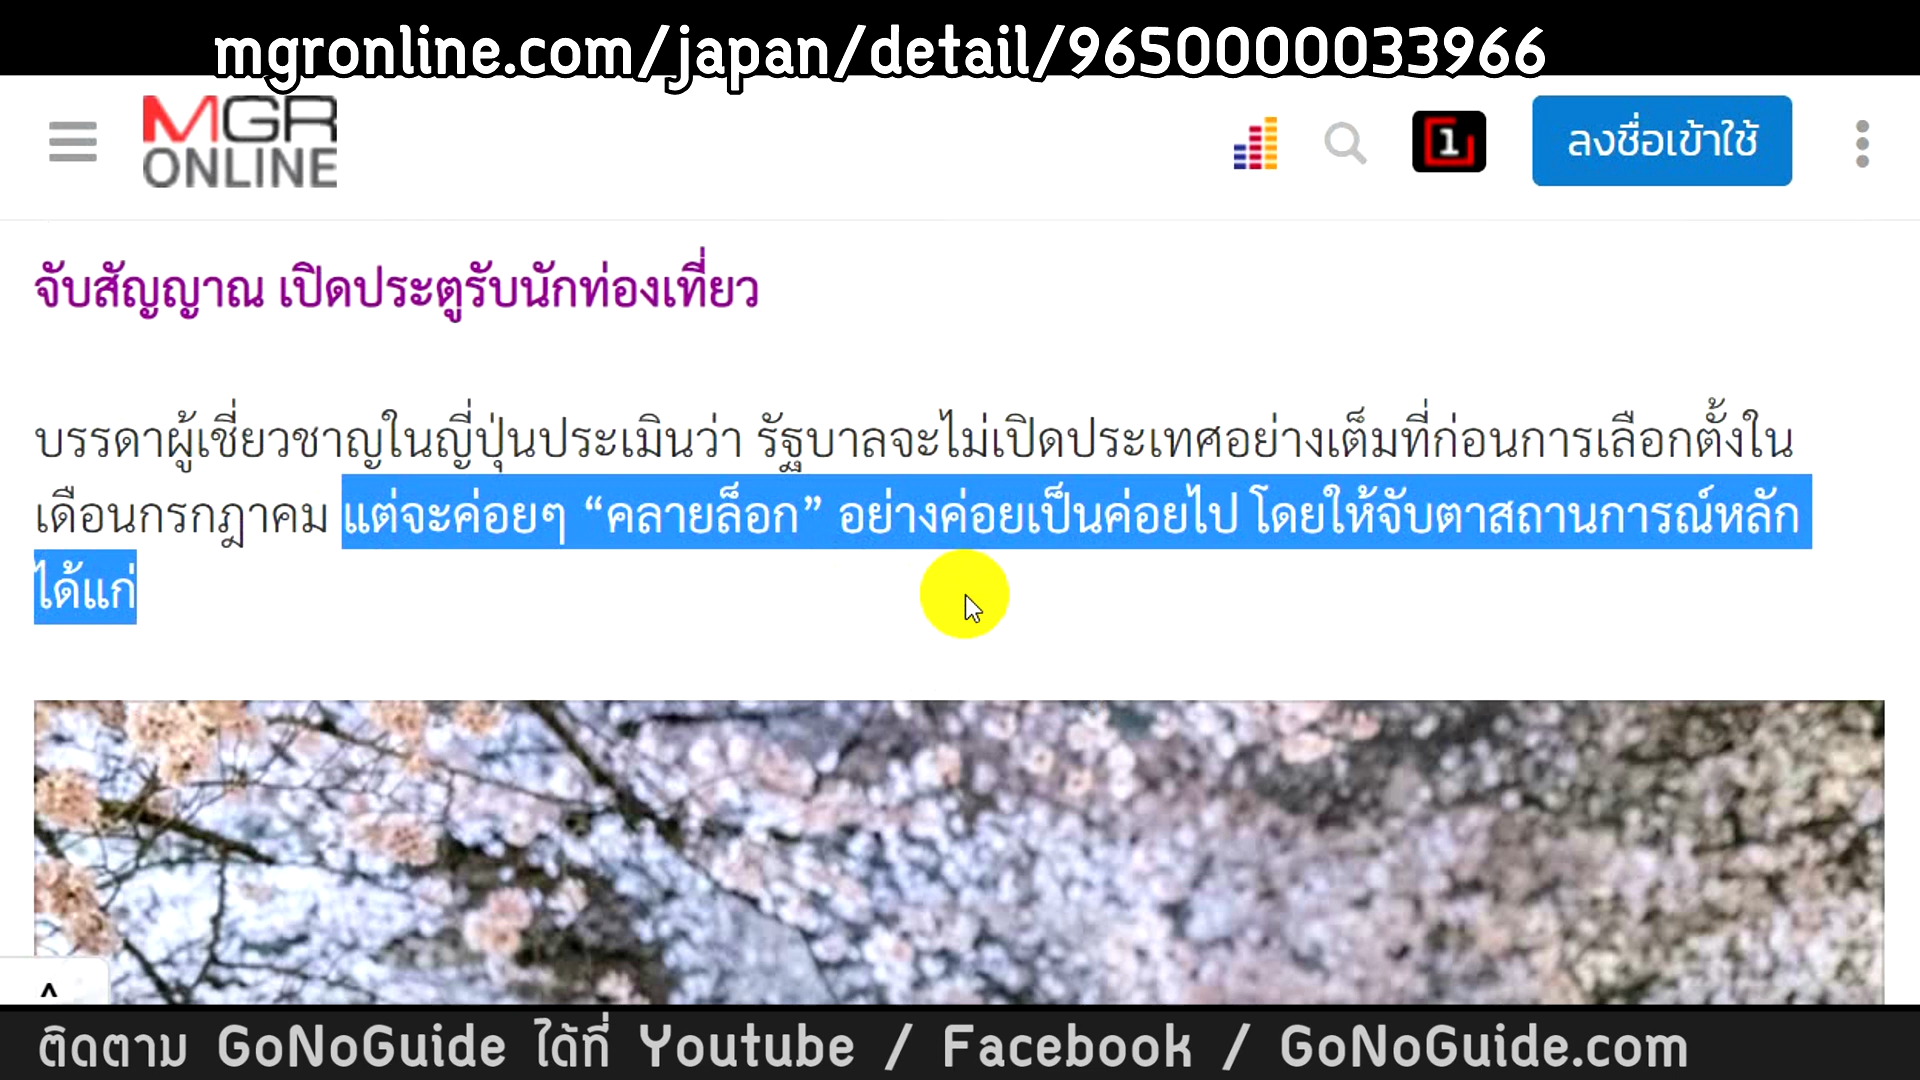 mgronline.com/japan/detail/9650000033966
MGR
ONLINE
1
ลงชื่อเข้าใช้
จับสัญญาณ เปิดประตูรับนักท่องเที่ยว
บรรดาผู้เชี่ยวชาญในญี่ปุ่นประเมินว่า รัฐบาลจะไม่เปิดประเทศอย่างเต็มที่ก่อนการเลือกตั้งใน
เดือนกรกฎาคม แต่จะค่อยๆ “คลายล็อก” อย่างค่อยเป็นค่อยไป โดยให้จับตาสถานการณ์หลัก
ได้แก่
ติดตาม GoNoGuide ได้ที่ Youtube / Facebook / GoNoGuide.com